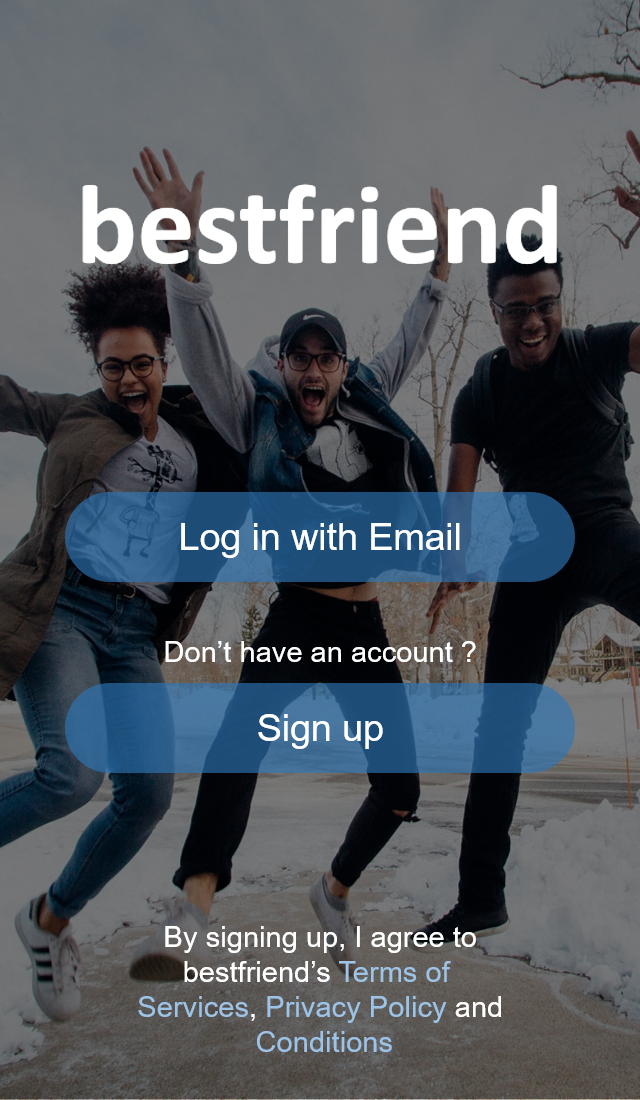 bestfriend
Log in with Email
Don’t have an account ?
Sign up
By signing up, I agree to
bestfriend’s Terms of
Services, Privacy Policy and
Conditions